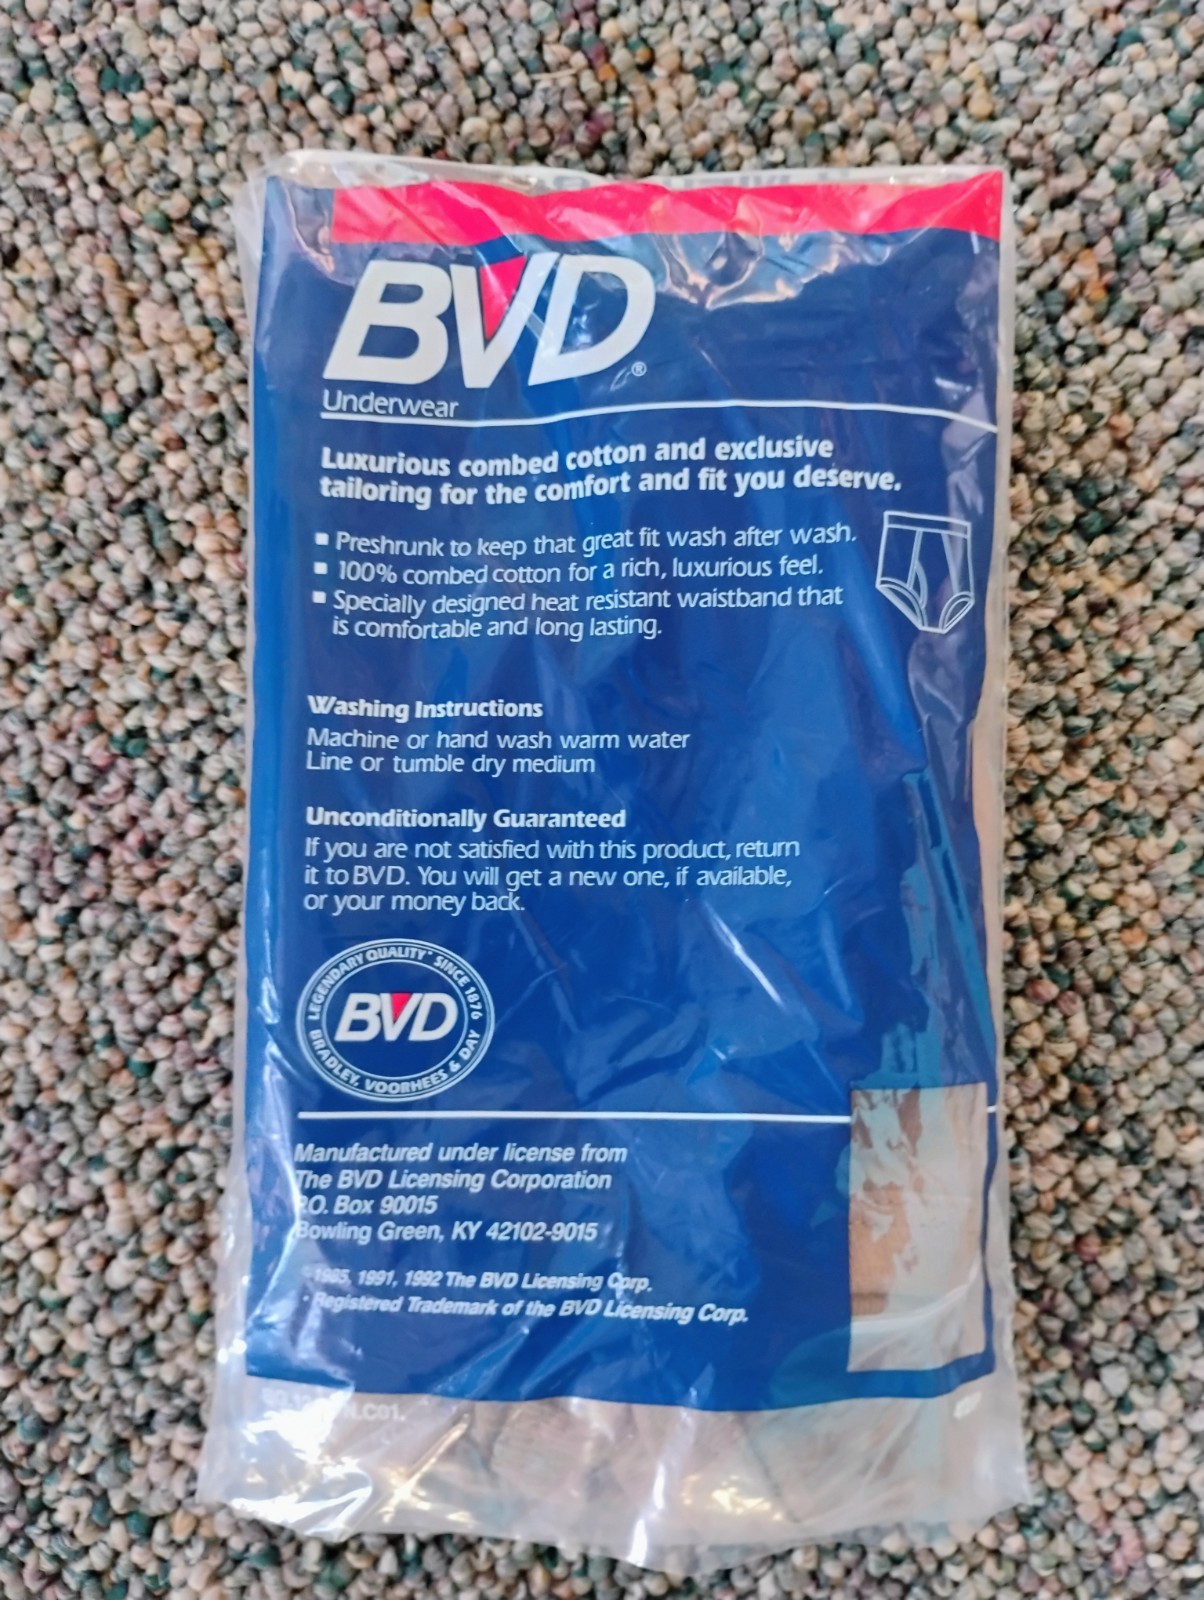 BVD®
Underwear
Luxurious combed cotton and exclusive
tailoring for the comfort and fit you deserve.
▪ Preshrunk to keep that great fit wash after wash.
▪ 100% combed cotton for a rich, luxurious feel.
▪ Specially designed heat resistant waistband that
is comfortable and long lasting.
Washing Instructions
Machine or hand wash warm water
Line or tumble dry medium
Unconditionally Guaranteed
If you are not satisfied with this product, return
it to BVD. You will get a new one, if available,
or your money back.
LEGENDARY QUALITY* SINCE 1876
BVD
BRADLEY, VOORHEES & DAY
Manufactured under license from
The BVD Licensing Corporation
P.O. Box 90015
Bowling Green, KY 42102-9015
© 1985, 1991, 1992 The BVD Licensing Corp.
* Registered Trademark of the BVD Licensing Corp.